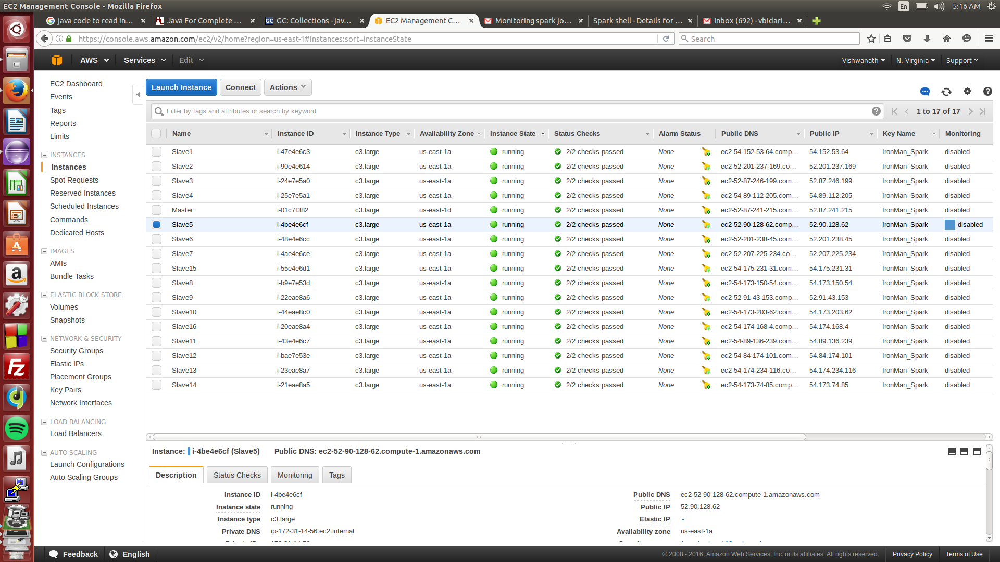 EC2 Management Console - Mozilla Firefox
En 5:16 AM
java code to read in... Java For Complete ... GC: Collections - jav... EC2 Management C... Monitoring spark jo... Spark shell - Details for ... Inbox (692) - vbidari...
https://console.aws.amazon.com/ec2/v2/home?region=us-east-1#Instances:sort=instanceState Search
AWS Services Edit Vishwanath N. Virginia Support
EC2 Dashboard
Events
Tags
Reports
Limits
INSTANCES
Instances
Spot Requests
Reserved Instances
Scheduled Instances
Commands
Dedicated Hosts
IMAGES
AMIs
Bundle Tasks
ELASTIC BLOCK STORE
Volumes
Snapshots
NETWORK & SECURITY
Security Groups
Elastic IPs
Placement Groups
Key Pairs
Network Interfaces
LOAD BALANCING
Load Balancers
AUTO SCALING
Launch Configurations
Auto Scaling Groups
Launch Instance Connect Actions
Filter by tags and attributes or search by keyword 1 to 17 of 17
Name Instance ID Instance Type Availability Zone Instance State Status Checks Alarm Status Public DNS Public IP Key Name Monitoring
Slave1 i-47e4e6c3 c3.large us-east-1a running 2/2 checks passed None ec2-54-152-53-64.comp... 54.152.53.64 IronMan_Spark disabled
Slave2 i-90e4e614 c3.large us-east-1a running 2/2 checks passed None ec2-52-201-237-169.co... 52.201.237.169 IronMan_Spark disabled
Slave3 i-24e7e5a0 c3.large us-east-1a running 2/2 checks passed None ec2-52-87-246-199.com... 52.87.246.199 IronMan_Spark disabled
Slave4 i-25e7e5a1 c3.large us-east-1a running 2/2 checks passed None ec2-54-89-112-205.com... 54.89.112.205 IronMan_Spark disabled
Master i-01c7f382 c3.large us-east-1d running 2/2 checks passed None ec2-52-87-241-215.com... 52.87.241.215 IronMan_Spark disabled
Slave5 i-4be4e6cf c3.large us-east-1a running 2/2 checks passed None ec2-52-90-128-62.comp... 52.90.128.62 IronMan_Spark disabled
Slave6 i-48e4e6cc c3.large us-east-1a running 2/2 checks passed None ec2-52-201-238-45.com... 52.201.238.45 IronMan_Spark disabled
Slave7 i-4ae4e6ce c3.large us-east-1a running 2/2 checks passed None ec2-52-207-225-234.co... 52.207.225.234 IronMan_Spark disabled
Slave15 i-55e4e6d1 c3.large us-east-1a running 2/2 checks passed None ec2-54-175-231-31.com... 54.175.231.31 IronMan_Spark disabled
Slave8 i-b9e7e53d c3.large us-east-1a running 2/2 checks passed None ec2-54-173-150-54.com... 54.173.150.54 IronMan_Spark disabled
Slave9 i-22eae8a6 c3.large us-east-1a running 2/2 checks passed None ec2-52-91-43-153.comp... 52.91.43.153 IronMan_Spark disabled
Slave10 i-44eae8c0 c3.large us-east-1a running 2/2 checks passed None ec2-54-173-203-62.com... 54.173.203.62 IronMan_Spark disabled
Slave16 i-20eae8a4 c3.large us-east-1a running 2/2 checks passed None ec2-54-174-168-4.comp... 54.174.168.4 IronMan_Spark disabled
Slave11 i-43e4e6c7 c3.large us-east-1a running 2/2 checks passed None ec2-54-89-136-239.com... 54.89.136.239 IronMan_Spark disabled
Slave12 i-bae7e53e c3.large us-east-1a running 2/2 checks passed None ec2-54-84-174-101.com... 54.84.174.101 IronMan_Spark disabled
Slave13 i-23eae8a7 c3.large us-east-1a running 2/2 checks passed None ec2-54-174-234-116.co... 54.174.234.116 IronMan_Spark disabled
Slave14 i-21eae8a5 c3.large us-east-1a running 2/2 checks passed None ec2-54-173-74-85.comp... 54.173.74.85 IronMan_Spark disabled
Instance: i-4be4e6cf (Slave5) Public DNS: ec2-52-90-128-62.compute-1.amazonaws.com
Description Status Checks Monitoring Tags
Instance ID i-4be4e6cf Public DNS ec2-52-90-128-62.compute-1.amazonaws.com
Instance state running Public IP 52.90.128.62
Instance type c3.large Elastic IP -
Private DNS ip-172-31-14-56.ec2.internal Availability zone us-east-1a
Feedback English © 2008 - 2016, Amazon Web Services, Inc. or its affiliates. All rights reserved. Privacy Policy Terms of Use